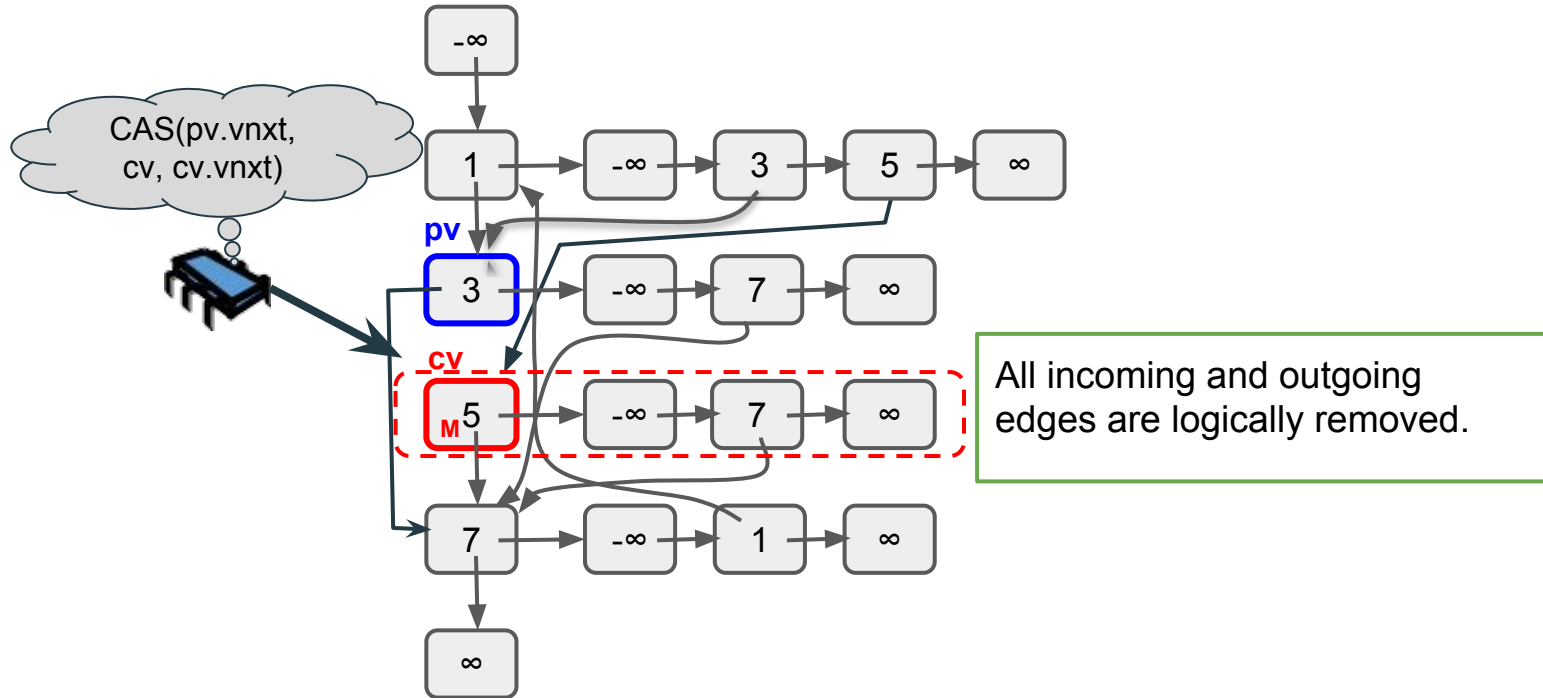 -∞
CAS(pv.vnxt,
cv, cv.vnxt)
1 -∞ 3 5 ∞
pv
3 -∞ 7 ∞
cv
M 5 -∞ 7 ∞
All incoming and outgoing
edges are logically removed.
7 -∞ 1 ∞
∞